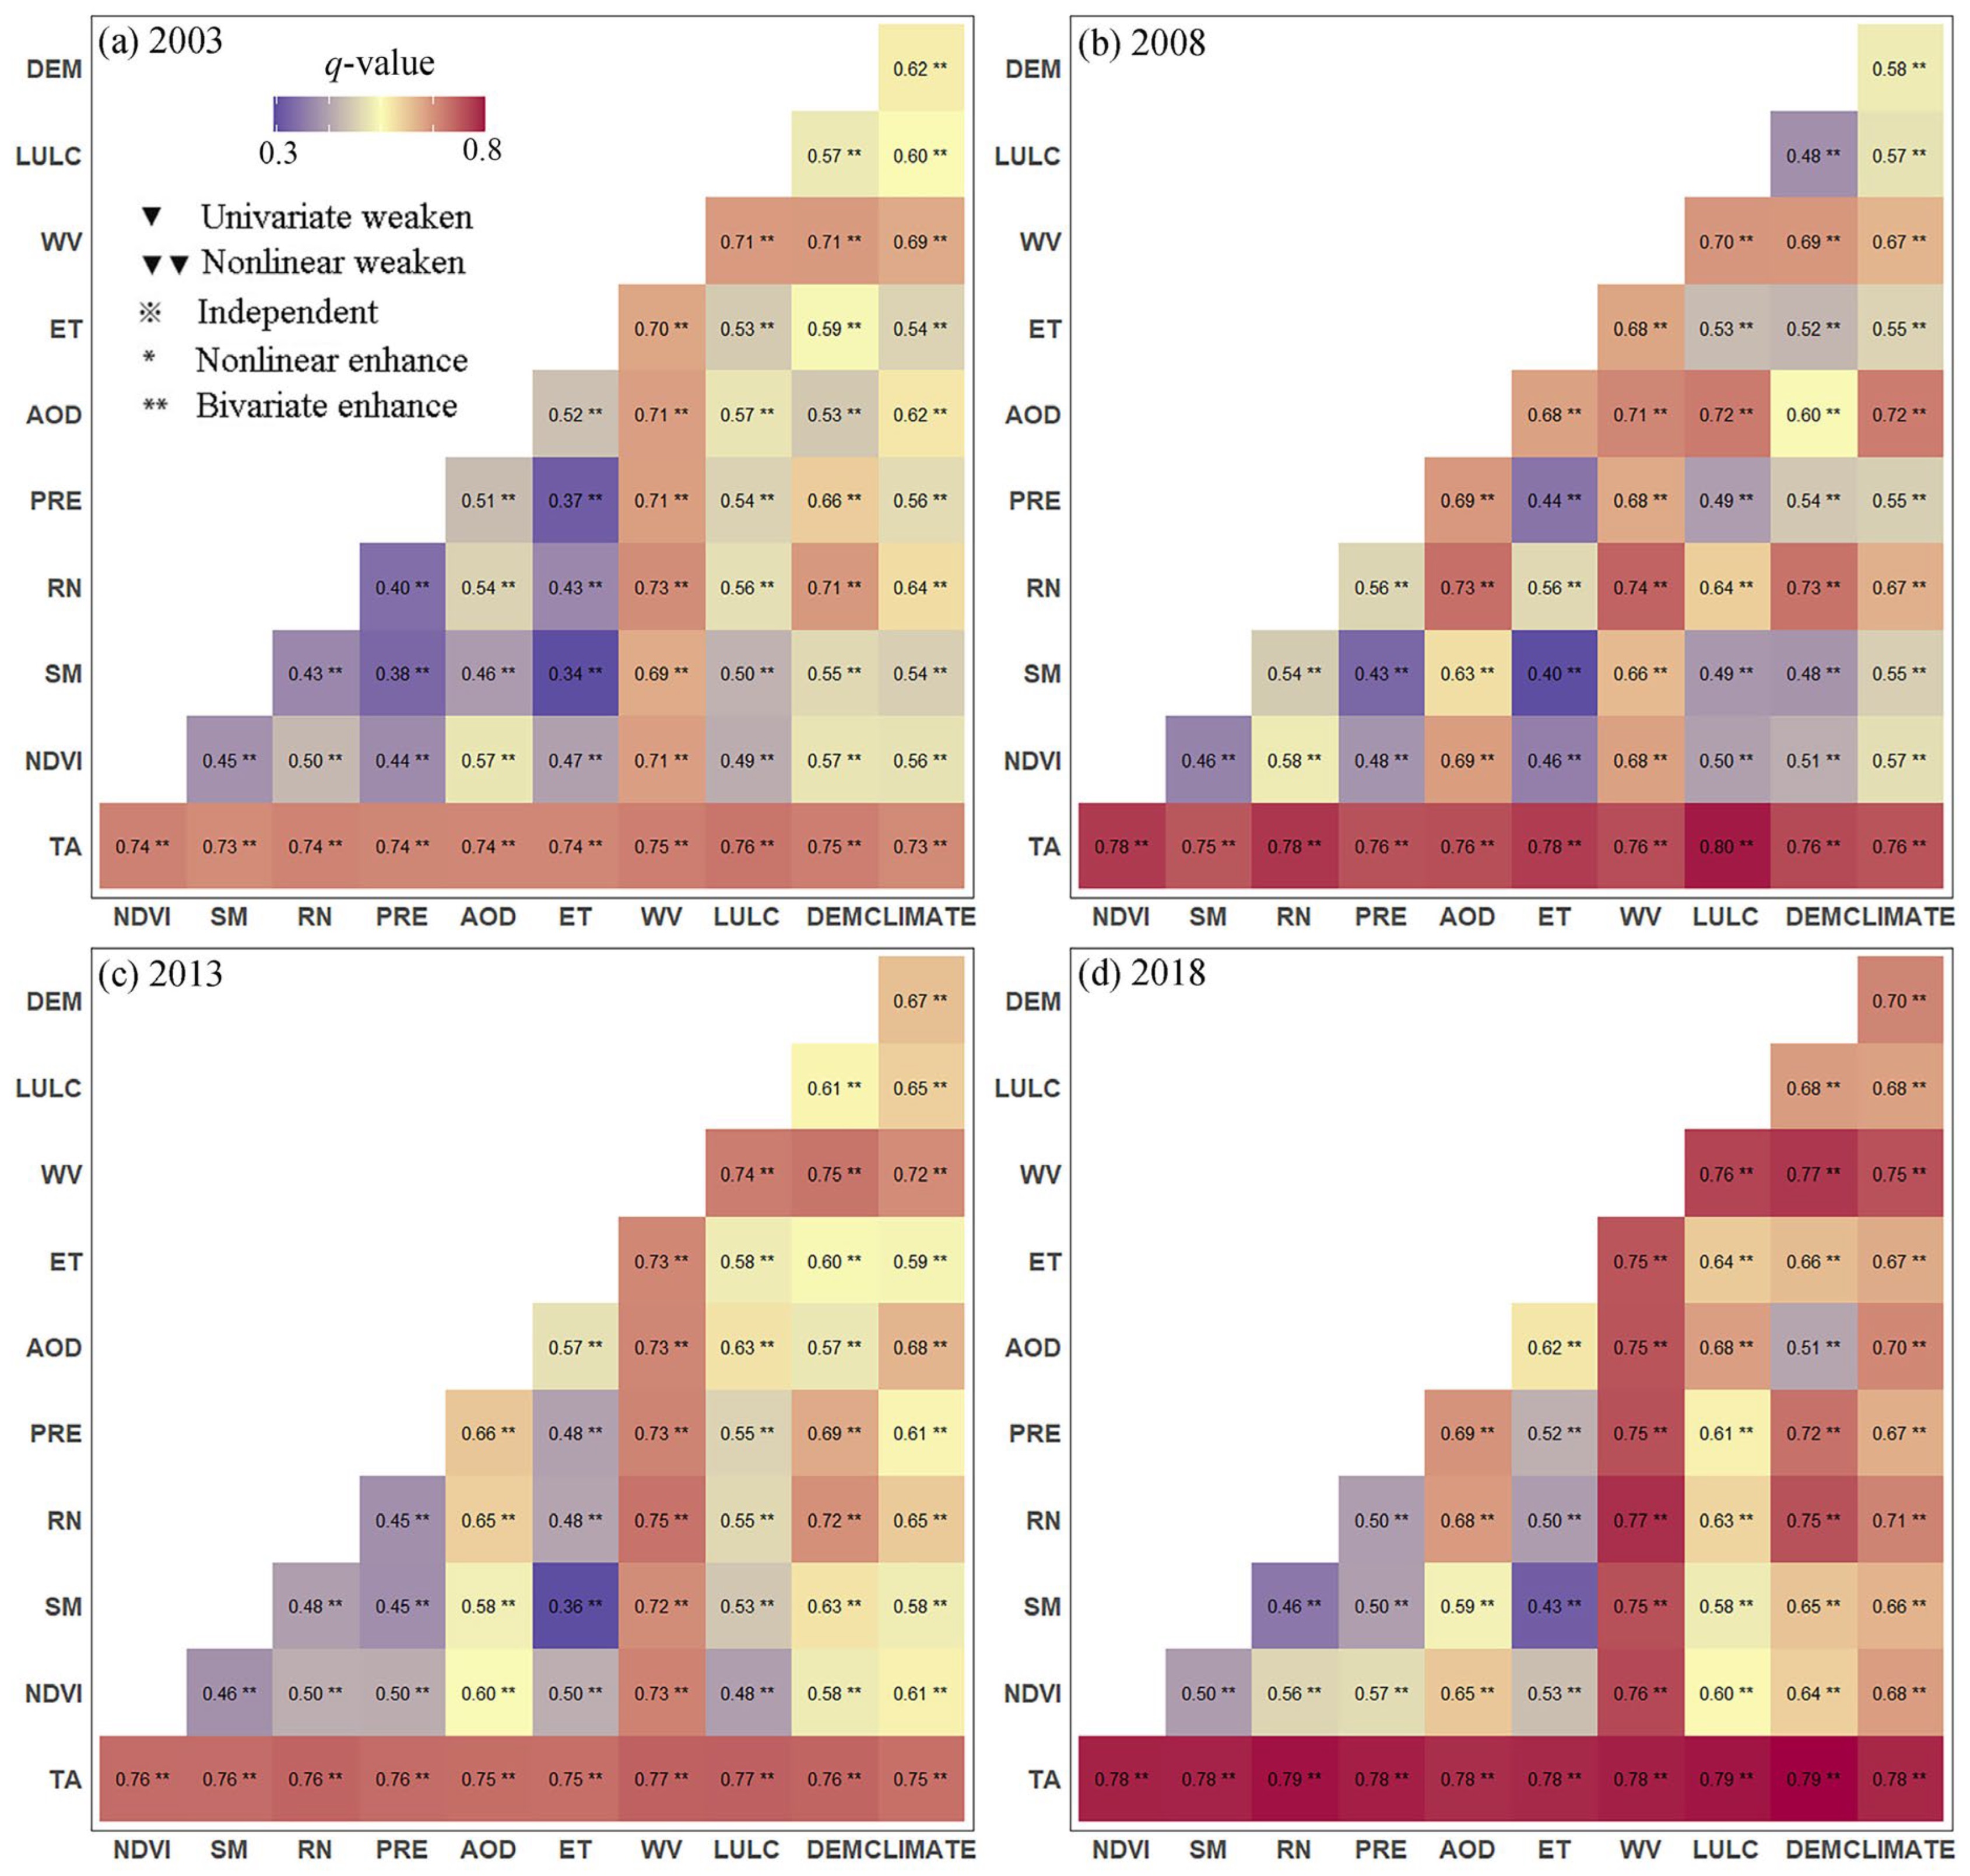 (a) 2003
q-value
0.3 0.8
▼ Univariate weaken
▼▼ Nonlinear weaken
※ Independent
* Nonlinear enhance
** Bivariate enhance
DEM 0.62 **
LULC 0.57 ** 0.60 **
WV 0.71 ** 0.71 ** 0.69 **
ET 0.70 ** 0.53 ** 0.59 ** 0.54 **
AOD 0.52 ** 0.71 ** 0.57 ** 0.53 ** 0.62 **
PRE 0.51 ** 0.37 ** 0.71 ** 0.54 ** 0.66 ** 0.56 **
RN 0.40 ** 0.54 ** 0.43 ** 0.73 ** 0.56 ** 0.71 ** 0.64 **
SM 0.43 ** 0.38 ** 0.46 ** 0.34 ** 0.69 ** 0.50 ** 0.55 ** 0.54 **
NDVI 0.45 ** 0.50 ** 0.44 ** 0.57 ** 0.47 ** 0.71 ** 0.49 ** 0.57 ** 0.56 **
TA 0.74 ** 0.73 ** 0.74 ** 0.74 ** 0.74 ** 0.74 ** 0.75 ** 0.76 ** 0.75 ** 0.73 **
NDVI SM RN PRE AOD ET WV LULC DEM CLIMATE
(b) 2008
DEM 0.58 **
LULC 0.48 ** 0.57 **
WV 0.70 ** 0.69 ** 0.67 **
ET 0.68 ** 0.53 ** 0.52 ** 0.55 **
AOD 0.68 ** 0.71 ** 0.72 ** 0.60 ** 0.72 **
PRE 0.69 ** 0.44 ** 0.68 ** 0.49 ** 0.54 ** 0.55 **
RN 0.56 ** 0.73 ** 0.56 ** 0.74 ** 0.64 ** 0.73 ** 0.67 **
SM 0.54 ** 0.43 ** 0.63 ** 0.40 ** 0.66 ** 0.49 ** 0.48 ** 0.55 **
NDVI 0.46 ** 0.58 ** 0.48 ** 0.69 ** 0.46 ** 0.68 ** 0.50 ** 0.51 ** 0.57 **
TA 0.78 ** 0.75 ** 0.78 ** 0.76 ** 0.76 ** 0.78 ** 0.76 ** 0.80 ** 0.76 ** 0.76 **
NDVI SM RN PRE AOD ET WV LULC DEM CLIMATE
(c) 2013
DEM 0.67 **
LULC 0.61 ** 0.65 **
WV 0.74 ** 0.75 ** 0.72 **
ET 0.73 ** 0.58 ** 0.60 ** 0.59 **
AOD 0.57 ** 0.73 ** 0.63 ** 0.57 ** 0.68 **
PRE 0.66 ** 0.48 ** 0.73 ** 0.55 ** 0.69 ** 0.61 **
RN 0.45 ** 0.65 ** 0.48 ** 0.75 ** 0.55 ** 0.72 ** 0.65 **
SM 0.48 ** 0.45 ** 0.58 ** 0.36 ** 0.72 ** 0.53 ** 0.63 ** 0.58 **
NDVI 0.46 ** 0.50 ** 0.50 ** 0.60 ** 0.50 ** 0.73 ** 0.48 ** 0.58 ** 0.61 **
TA 0.76 ** 0.76 ** 0.76 ** 0.76 ** 0.75 ** 0.75 ** 0.77 ** 0.77 ** 0.76 ** 0.75 **
NDVI SM RN PRE AOD ET WV LULC DEM CLIMATE
(d) 2018
DEM 0.70 **
LULC 0.68 ** 0.68 **
WV 0.76 ** 0.77 ** 0.75 **
ET 0.75 ** 0.64 ** 0.66 ** 0.67 **
AOD 0.62 ** 0.75 ** 0.68 ** 0.51 ** 0.70 **
PRE 0.69 ** 0.52 ** 0.75 ** 0.61 ** 0.72 ** 0.67 **
RN 0.50 ** 0.68 ** 0.50 ** 0.77 ** 0.63 ** 0.75 ** 0.71 **
SM 0.46 ** 0.50 ** 0.59 ** 0.43 ** 0.75 ** 0.58 ** 0.65 ** 0.66 **
NDVI 0.50 ** 0.56 ** 0.57 ** 0.65 ** 0.53 ** 0.76 ** 0.60 ** 0.64 ** 0.68 **
TA 0.78 ** 0.78 ** 0.79 ** 0.78 ** 0.78 ** 0.78 ** 0.78 ** 0.79 ** 0.79 ** 0.78 **
NDVI SM RN PRE AOD ET WV LULC DEM CLIMATE